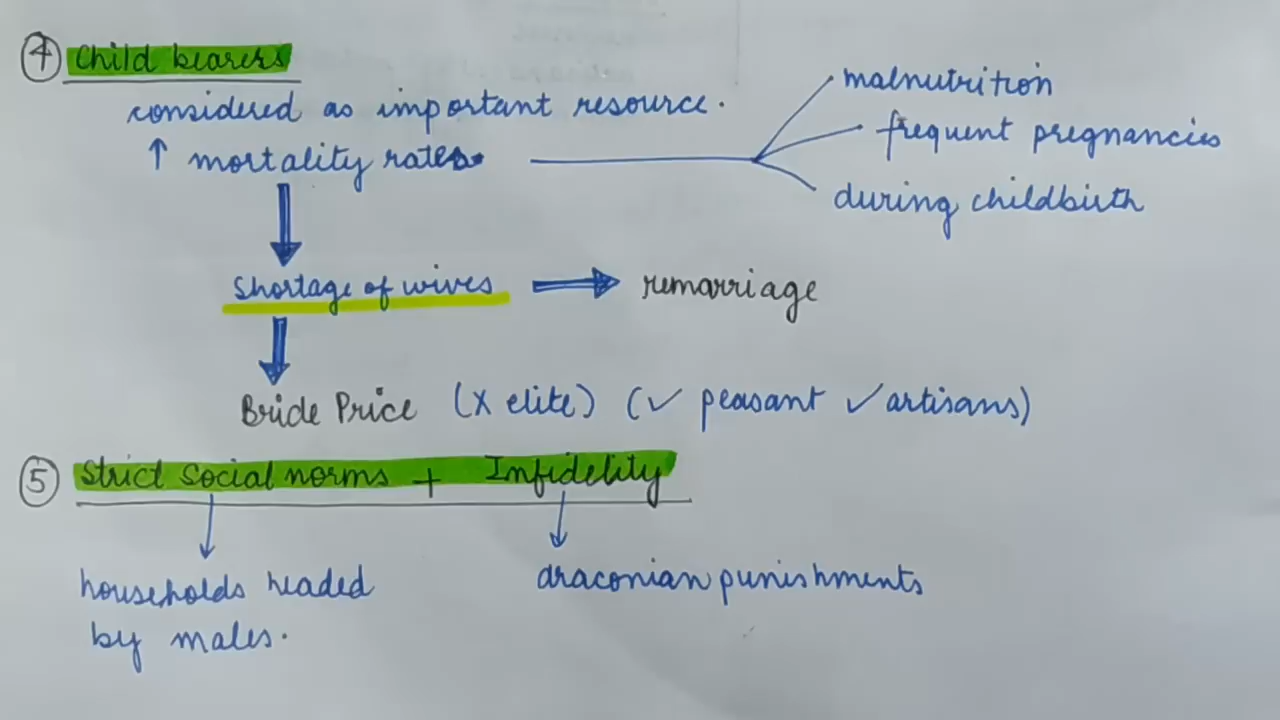 ④ Child bearers
considered as important resource.
↑ mortality rates
malnutrition
frequent pregnancies
during childbirth
Shortage of wives → remarriage
Bride Price (X elite) (✓ peasant ✓ artisans)
⑤ Strict Social norms + Infidelity
households headed
by males.
draconian punishments